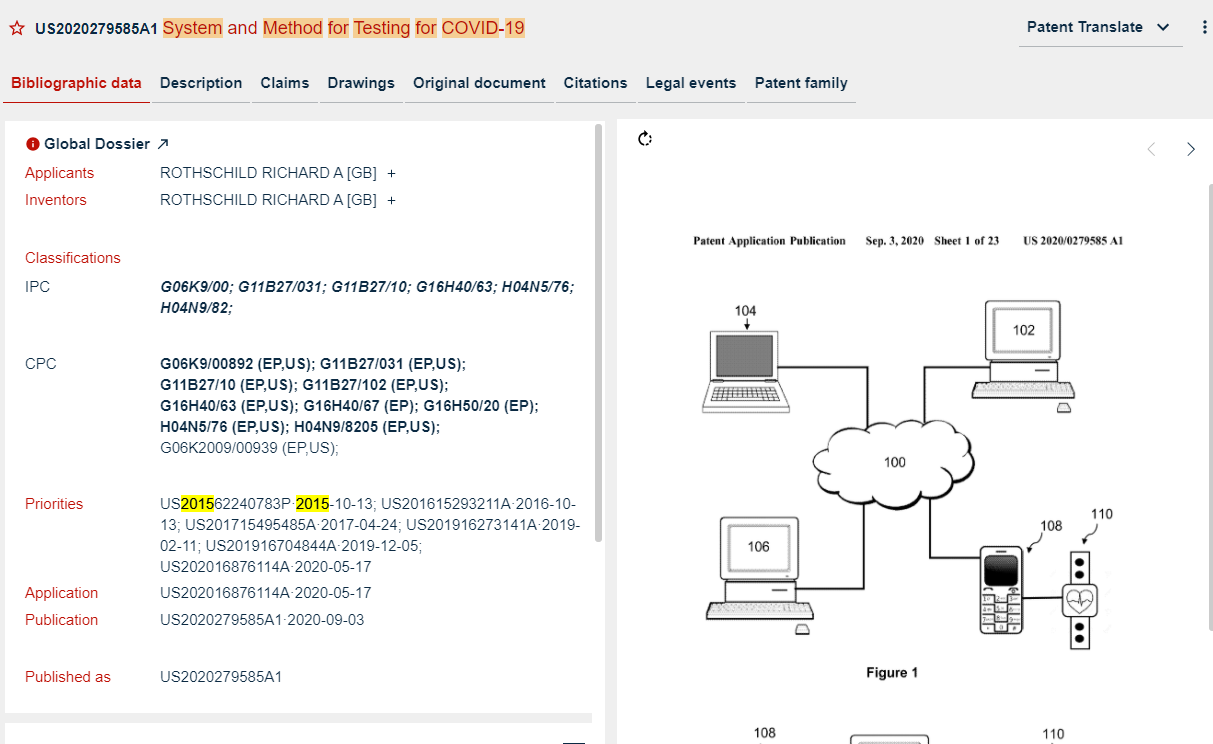 US2020279585A1 System and Method for Testing for COVID-19
Patent Translate
Bibliographic data Description Claims Drawings Original document Citations Legal events Patent family
Global Dossier
Applicants ROTHSCHILD RICHARD A [GB] +
Inventors ROTHSCHILD RICHARD A [GB] +
Classifications
IPC G06K9/00; G11B27/031; G11B27/10; G16H40/63; H04N5/76;
H04N9/82;
CPC G06K9/00892 (EP,US); G11B27/031 (EP,US);
G11B27/10 (EP,US); G11B27/102 (EP,US);
G16H40/63 (EP,US); G16H40/67 (EP); G16H50/20 (EP);
H04N5/76 (EP,US); H04N9/8205 (EP,US);
G06K2009/00939 (EP,US);
Priorities US201562240783P·2015-10-13; US201615293211A·2016-10-
13; US201715495485A·2017-04-24; US201916273141A·2019-
02-11; US201916704844A·2019-12-05;
US202016876114A·2020-05-17
Application US202016876114A·2020-05-17
Publication US2020279585A1·2020-09-03
Published as US2020279585A1
Patent Application Publication Sep. 3, 2020 Sheet 1 of 23 US 2020/0279585 A1
104
102
100
106
108
110
Figure 1
108
110